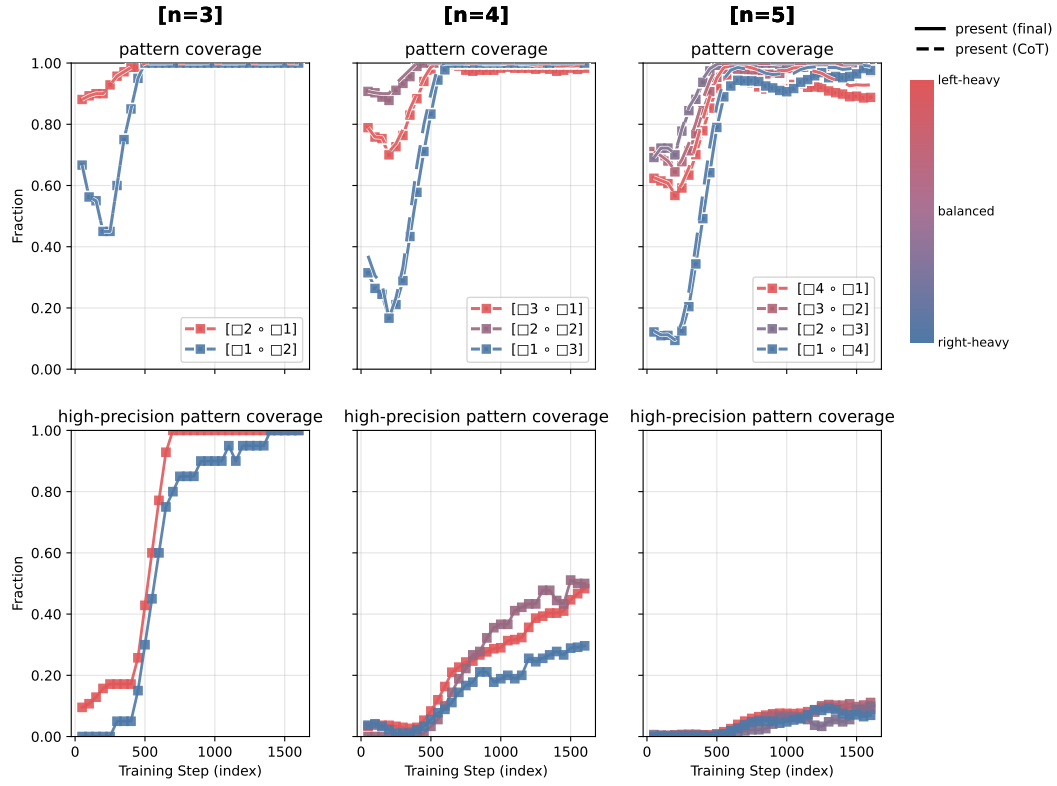 [n=3]
[n=4]
[n=5]
present (final)
present (CoT)
left-heavy
balanced
right-heavy
pattern coverage
1.00
0.80
0.60
0.40
0.20
0.00
Fraction
[□2 ∘ □1]
[□1 ∘ □2]
pattern coverage
[□3 ∘ □1]
[□2 ∘ □2]
[□1 ∘ □3]
pattern coverage
[□4 ∘ □1]
[□3 ∘ □2]
[□2 ∘ □3]
[□1 ∘ □4]
high-precision pattern coverage
1.00
0.80
0.60
0.40
0.20
0.00
Fraction
0 500 1000 1500
Training Step (index)
high-precision pattern coverage
0 500 1000 1500
Training Step (index)
high-precision pattern coverage
0 500 1000 1500
Training Step (index)